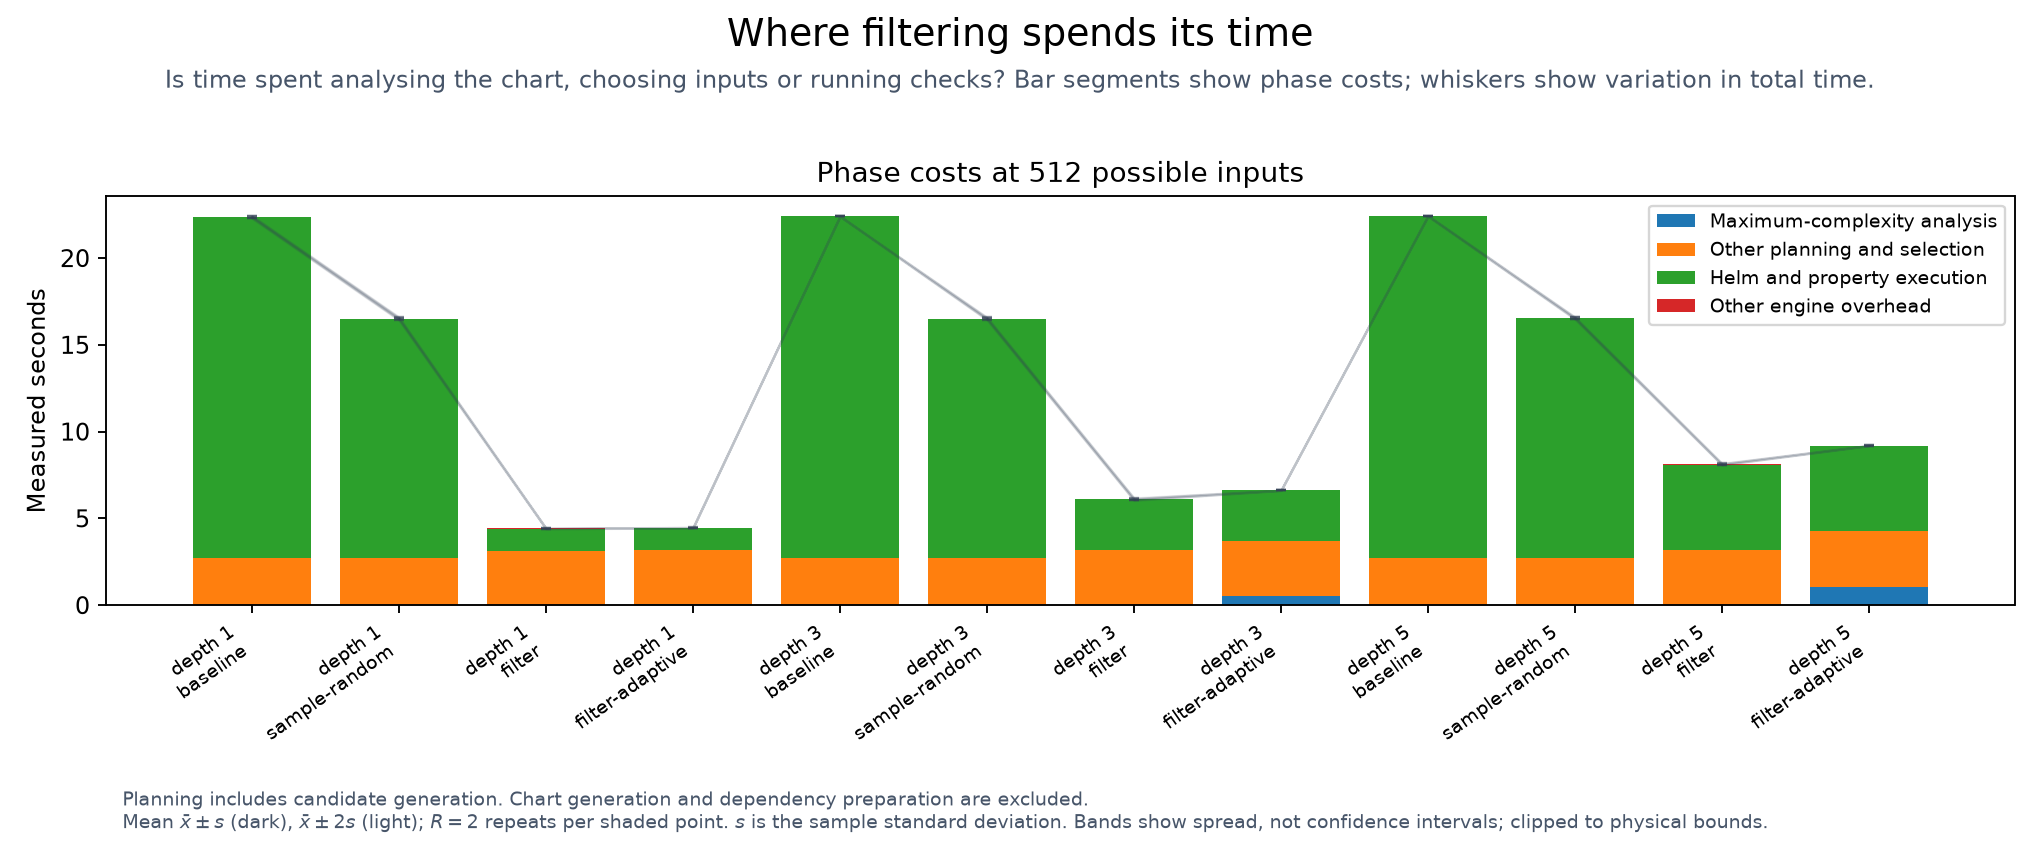 Where filtering spends its time
Is time spent analysing the chart, choosing inputs or running checks? Bar segments show phase costs; whiskers show variation in total time.
Phase costs at 512 possible inputs
Measured seconds
20
15
10
5
0
Maximum-complexity analysis
Other planning and selection
Helm and property execution
Other engine overhead
depth 1
baseline
depth 1
sample-random
depth 1
filter
depth 1
filter-adaptive
depth 3
baseline
depth 3
sample-random
depth 3
filter
depth 3
filter-adaptive
depth 5
baseline
depth 5
sample-random
depth 5
filter
depth 5
filter-adaptive
Planning includes candidate generation. Chart generation and dependency preparation are excluded.
Mean x̄ ± s (dark), x̄ ± 2s (light); R = 2 repeats per shaded point. s is the sample standard deviation. Bands show spread, not confidence intervals; clipped to physical bounds.